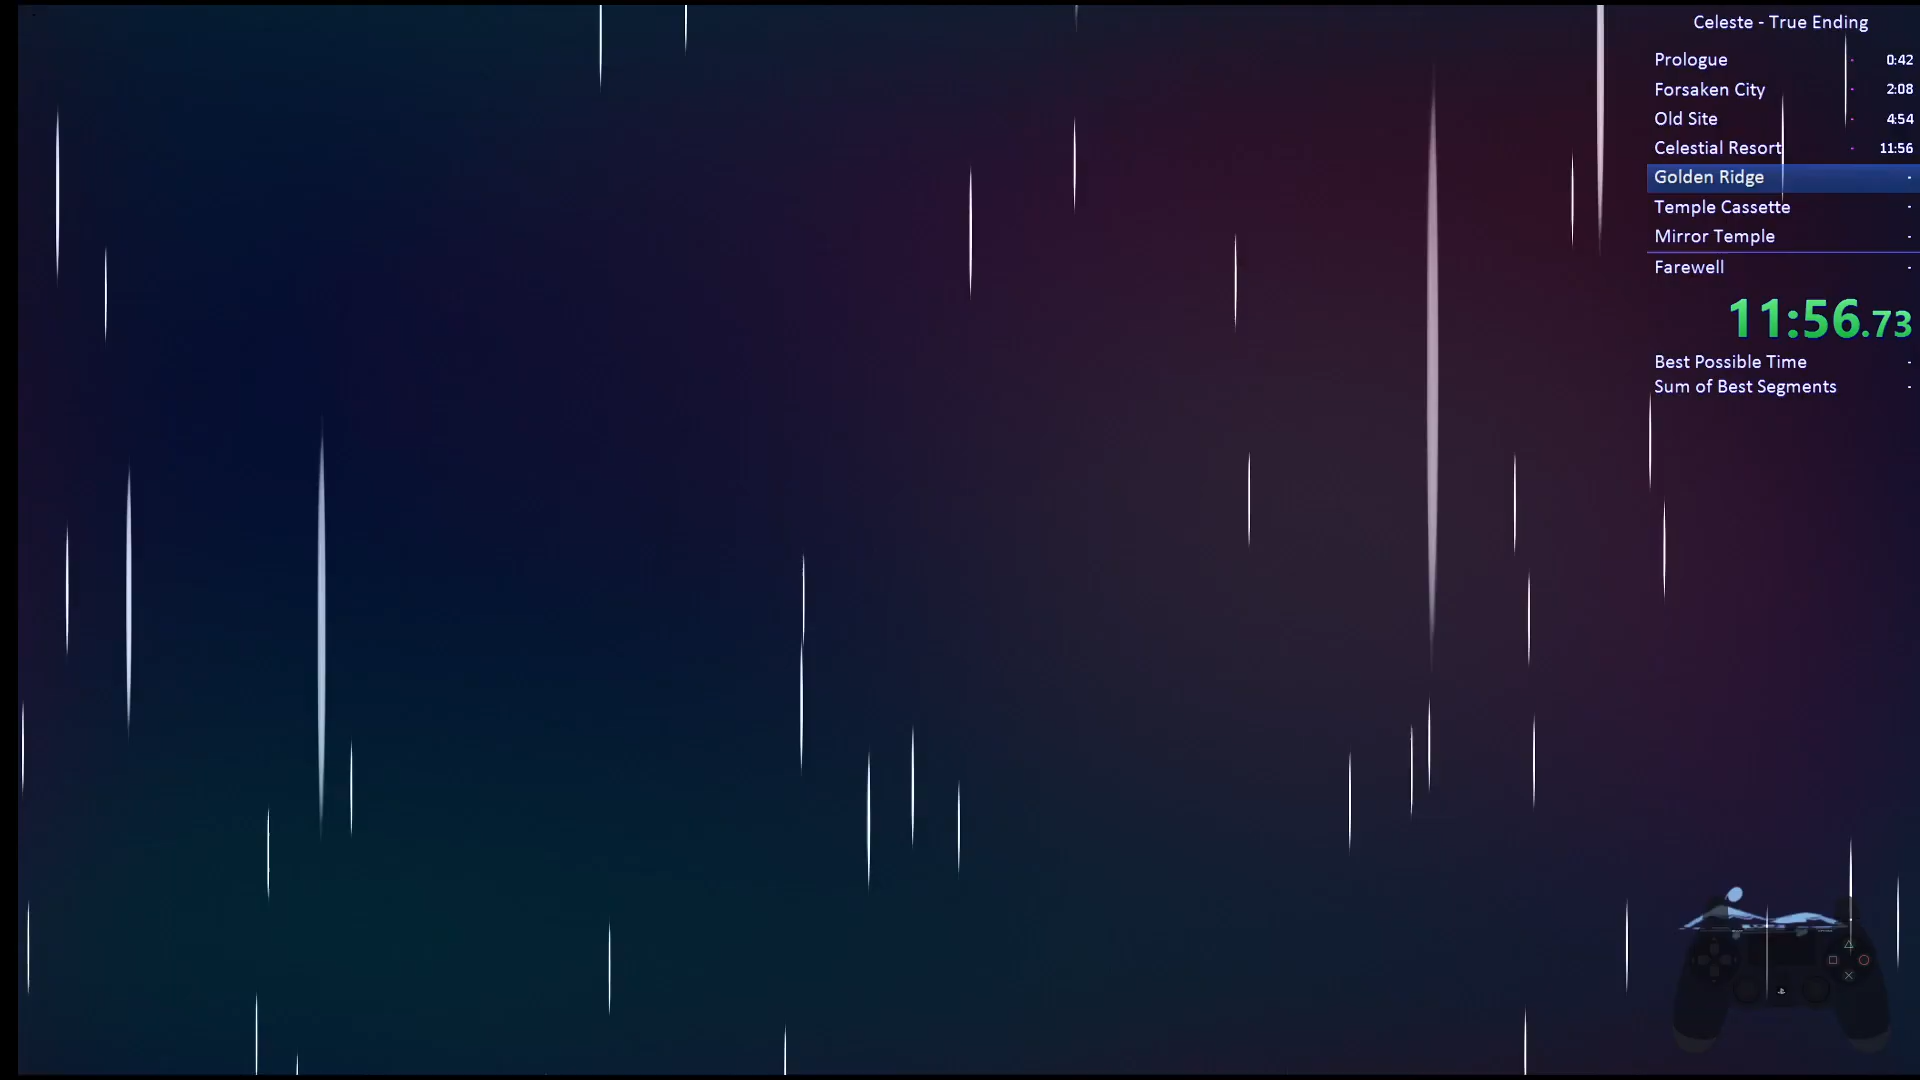 Celeste - True Ending
Prologue - 0:42
Forsaken City - 2:08
Old Site - 4:54
Celestial Resort - 11:56
Golden Ridge -
Temple Cassette -
Mirror Temple -
Farewell -
11:56.73
Best Possible Time -
Sum of Best Segments -